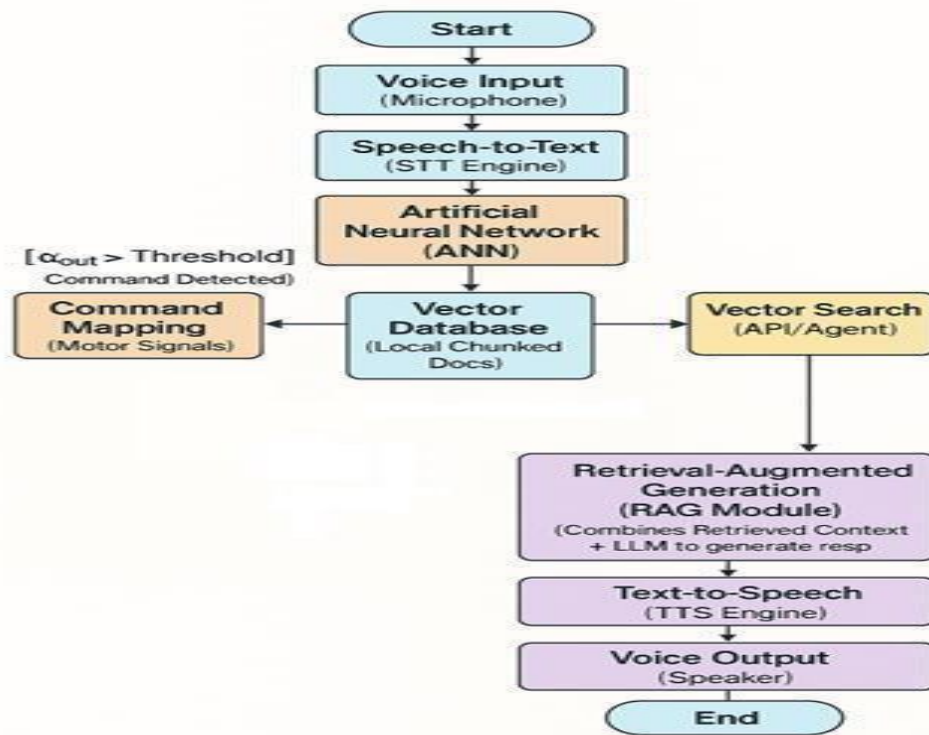 Start
Voice Input
(Microphone)
Speech-to-Text
(STT Engine)
Artificial
Neural Network
(ANN)
[αout > Threshold]
Command Detected)
Command
Mapping
(Motor Signals)
Vector
Database
(Local Chunked
Docs)
Vector Search
(API/Agent)
Retrieval-Augmented
Generation
(RAG Module)
(Combines Retrieved Context
+ LLM to generate resp
Text-to-Speech
(TTS Engine)
Voice Output
(Speaker)
End